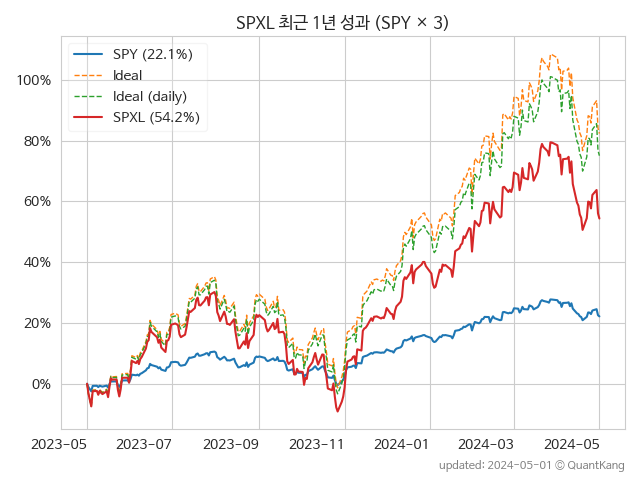 SPXL 최근 1년 성과 (SPY × 3)
SPY (22.1%)
Ideal
Ideal (daily)
SPXL (54.2%)
100%
80%
60%
40%
20%
0%
2023-05
2023-07
2023-09
2023-11
2024-01
2024-03
2024-05
updated: 2024-05-01 © QuantKang